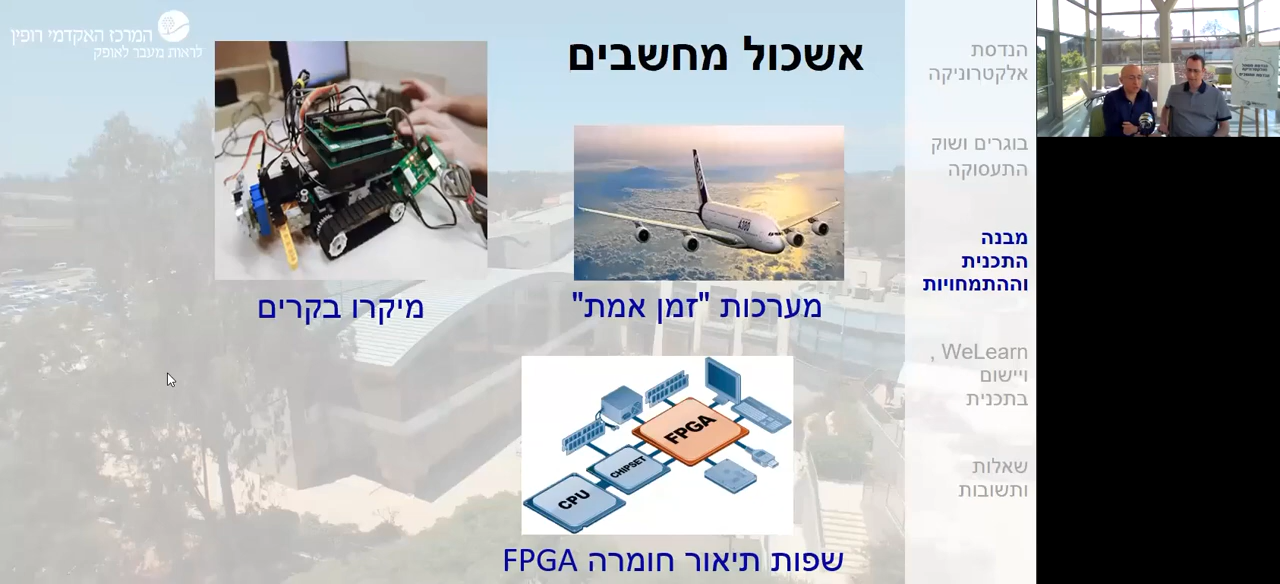 המרכז האקדמי רופין
לראות מעבר לאופק
אשכול מחשבים
מערכות "זמן אמת"
מיקרו בקרים
A380
FPGA
CHIPSET
CPU
שפות תיאור חומרה FPGA
הנדסת
אלקטרוניקה
בוגרים ושוק
התעסוקה
מבנה
התכנית
וההתמחויות
WeLearn ,
ויישום
בתכנית
שאלות
ותשובות